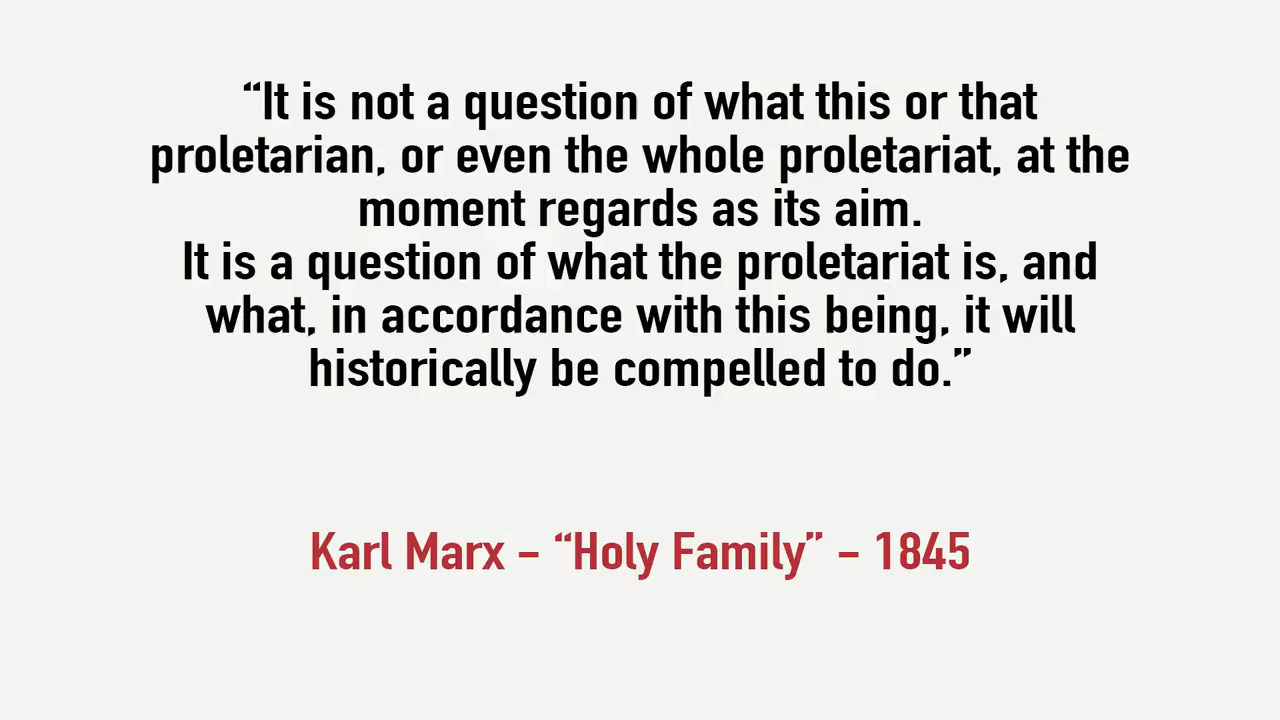 “It is not a question of what this or that
proletarian, or even the whole proletariat, at the
moment regards as its aim.
It is a question of what the proletariat is, and
what, in accordance with this being, it will
historically be compelled to do.”
Karl Marx – “Holy Family” – 1845